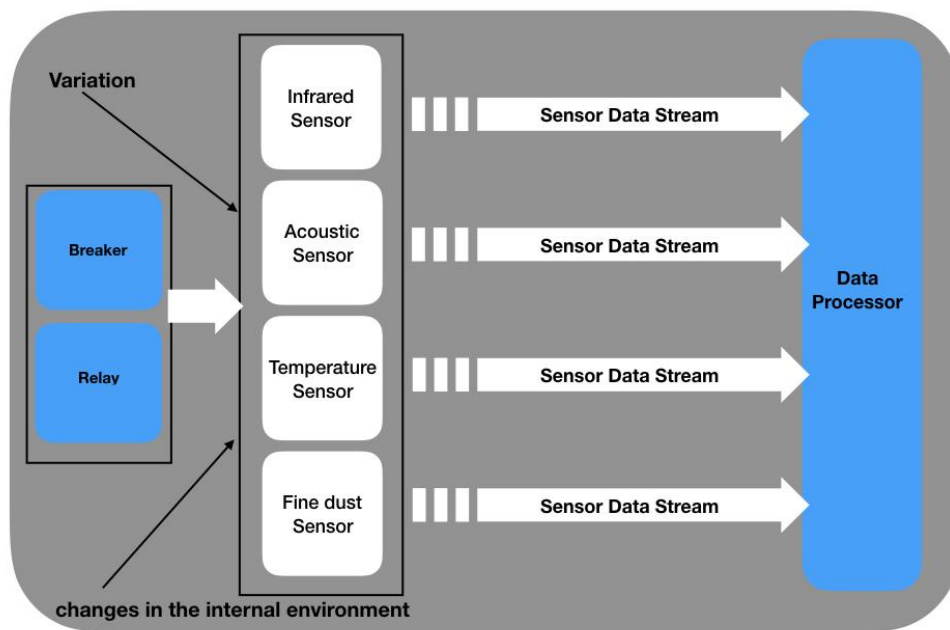 Variation
Breaker
Relay
Infrared
Sensor
Acoustic
Sensor
Temperature
Sensor
Fine dust
Sensor
Sensor Data Stream
Sensor Data Stream
Sensor Data Stream
Sensor Data Stream
Data
Processor
changes in the internal environment